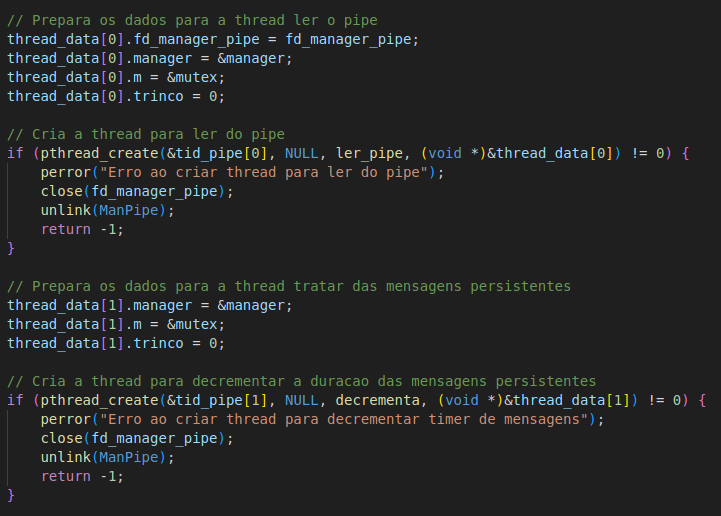 // Prepara os dados para a thread ler o pipe
thread_data[0].fd_manager_pipe = fd_manager_pipe;
thread_data[0].manager = &manager;
thread_data[0].m = &mutex;
thread_data[0].trinco = 0;

// Cria a thread para ler do pipe
if (pthread_create(&tid_pipe[0], NULL, ler_pipe, (void *)&thread_data[0]) != 0) {
    perror("Erro ao criar thread para ler do pipe");
    close(fd_manager_pipe);
    unlink(ManPipe);
    return -1;
}

// Prepara os dados para a thread tratar das mensagens persistentes
thread_data[1].manager = &manager;
thread_data[1].m = &mutex;
thread_data[1].trinco = 0;

// Cria a thread para decrementar a duracao das mensagens persistentes
if (pthread_create(&tid_pipe[1], NULL, decrementa, (void *)&thread_data[1]) != 0) {
    perror("Erro ao criar thread para decrementar timer de mensagens");
    close(fd_manager_pipe);
    unlink(ManPipe);
    return -1;
}